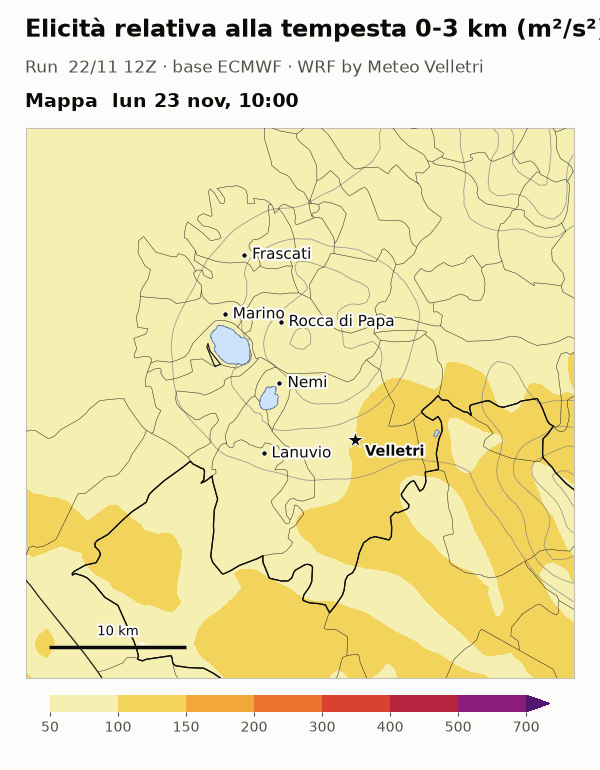 Elicità relativa alla tempesta 0-3 km (m²/s²)
Run 22/11 12Z · base ECMWF · WRF by Meteo Velletri
Mappa lun 23 nov, 10:00
Frascati
Marino
Rocca di Papa
Nemi
Velletri
Lanuvio
10 km
50 100 150 200 300 400 500 700